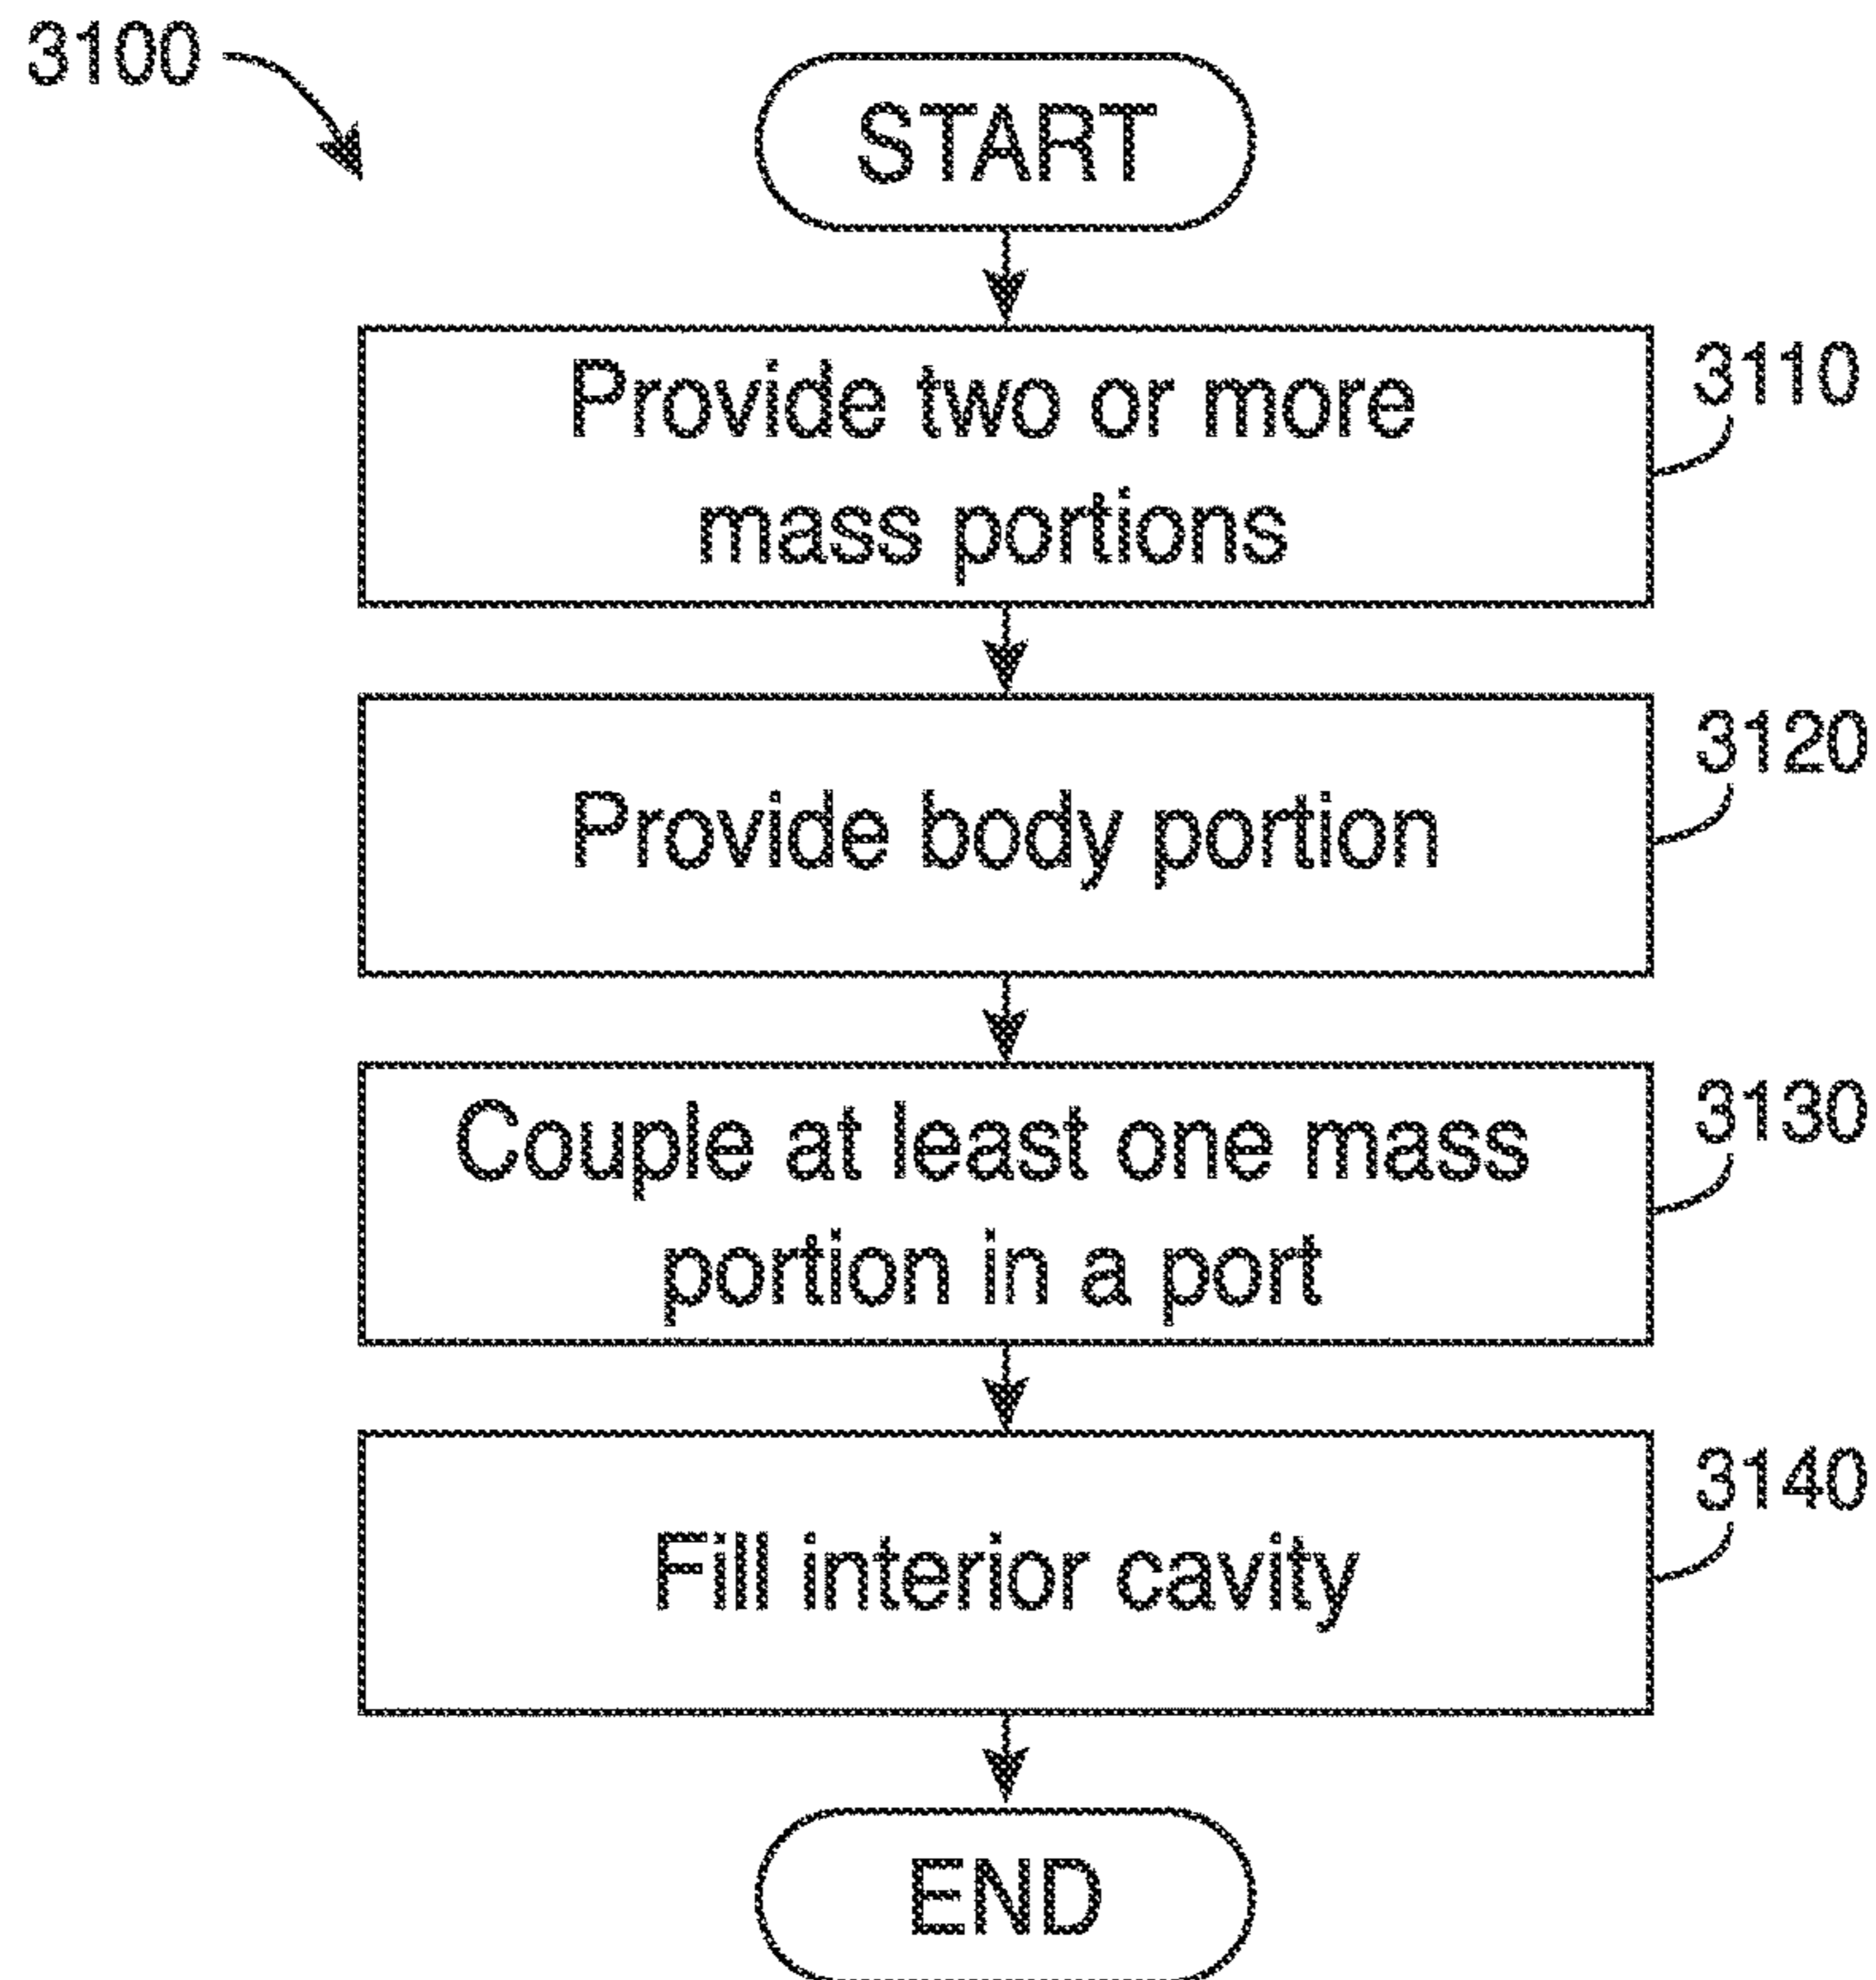 3100
START
Provide two or more
mass portions
3110
Provide body portion
3120
Couple at least one mass
portion in a port
3130
Fill interior cavity
3140
END